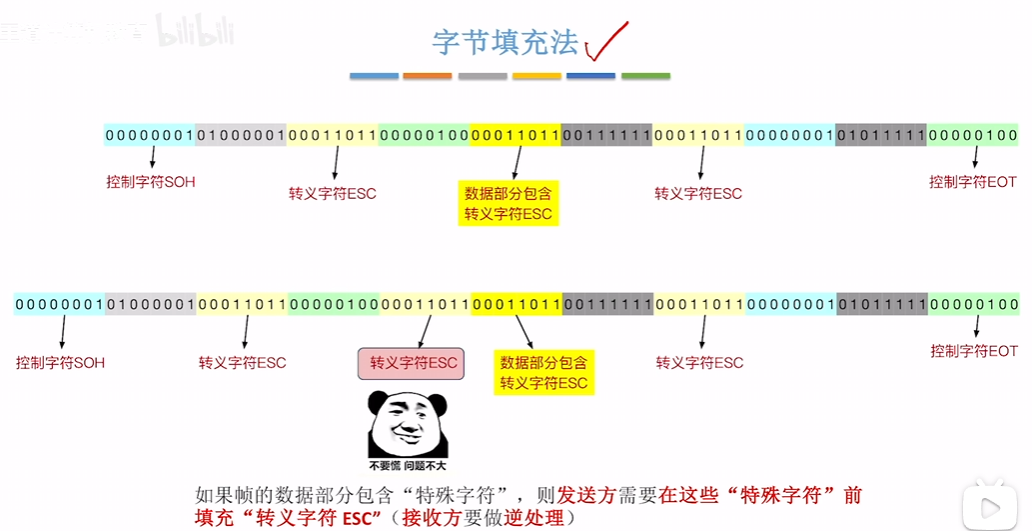 bilibili
字节填充法
00000001 01000001 00011011 00000100 00011011 00111111 00011011 00000001 01011111 00000100
控制字符SOH
转义字符ESC
数据部分包含
转义字符ESC
转义字符ESC
控制字符EOT
00000001 01000001 00011011 00000100 00011011 00011011 00111111 00011011 00000001 01011111 00000100
控制字符SOH
转义字符ESC
转义字符ESC
数据部分包含
转义字符ESC
转义字符ESC
控制字符EOT
不要慌 问题不大
如果帧的数据部分包含“特殊字符”，则发送方需要在这些“特殊字符”前
填充“转义字符 ESC”（接收方要做逆处理）